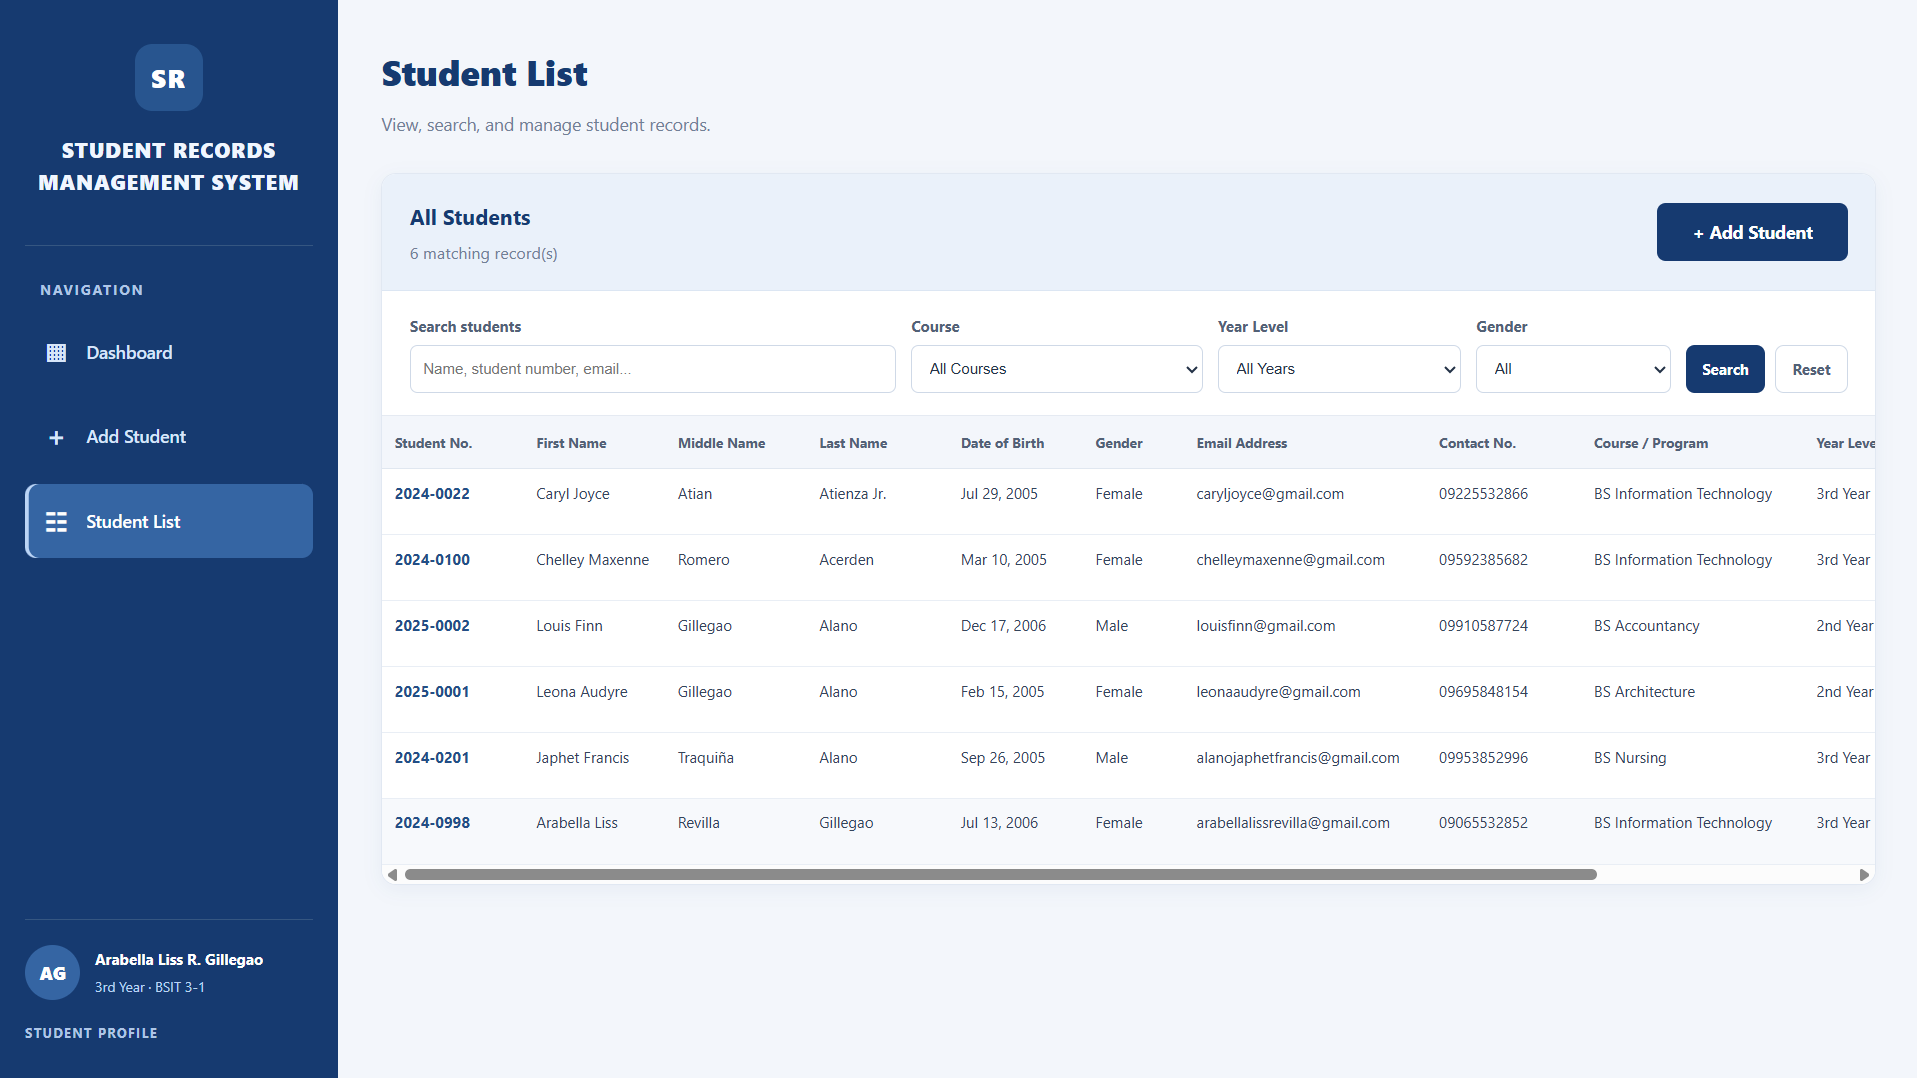 SR
STUDENT RECORDS
MANAGEMENT SYSTEM
NAVIGATION
Dashboard
+ Add Student
Student List
AG
Arabella Liss R. Gillegao
3rd Year · BSIT 3-1
STUDENT PROFILE
Student List
View, search, and manage student records.
All Students
6 matching record(s)
+ Add Student
Search students
Course
Year Level
Gender
Name, student number, email...
All Courses
All Years
All
Search
Reset
Student No. First Name Middle Name Last Name Date of Birth Gender Email Address Contact No. Course / Program Year Leve
2024-0022 Caryl Joyce Atian Atienza Jr. Jul 29, 2005 Female caryljoyce@gmail.com 09225532866 BS Information Technology 3rd Year
2024-0100 Chelley Maxenne Romero Acerden Mar 10, 2005 Female chelleymaxenne@gmail.com 09592385682 BS Information Technology 3rd Year
2025-0002 Louis Finn Gillegao Alano Dec 17, 2006 Male louisfinn@gmail.com 09910587724 BS Accountancy 2nd Year
2025-0001 Leona Audyre Gillegao Alano Feb 15, 2005 Female leonaaudyre@gmail.com 09695848154 BS Architecture 2nd Year
2024-0201 Japhet Francis Traquiña Alano Sep 26, 2005 Male alanojaphetfrancis@gmail.com 09953852996 BS Nursing 3rd Year
2024-0998 Arabella Liss Revilla Gillegao Jul 13, 2006 Female arabellalissrevilla@gmail.com 09065532852 BS Information Technology 3rd Year